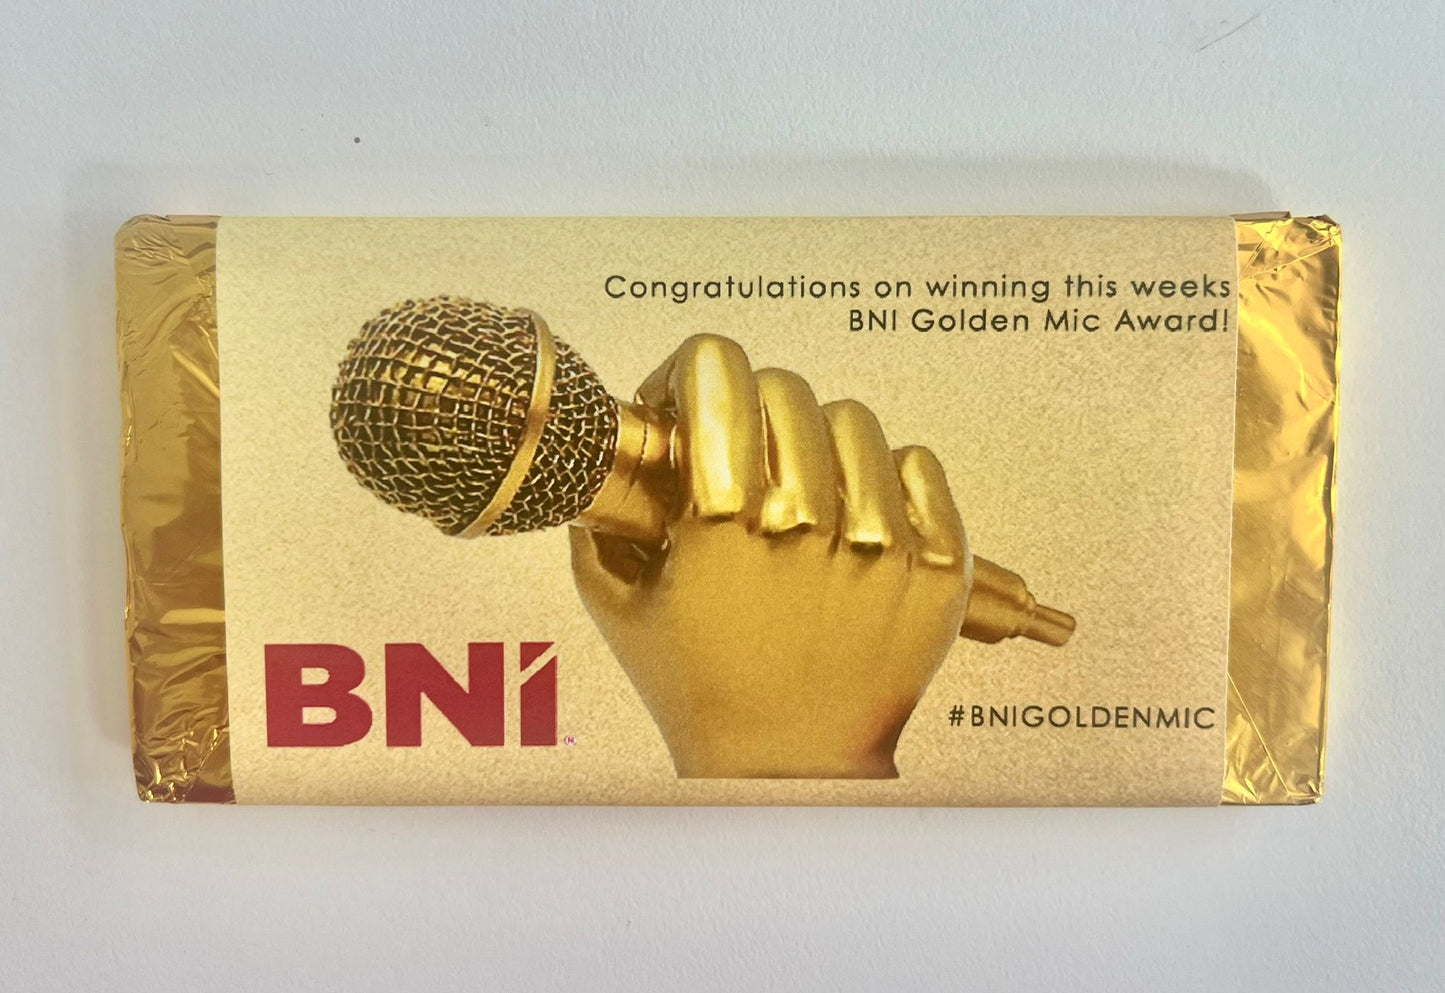 Congratulations on winning this weeks
BNI Golden Mic Award!
BNI®
#BNIGOLDENMIC